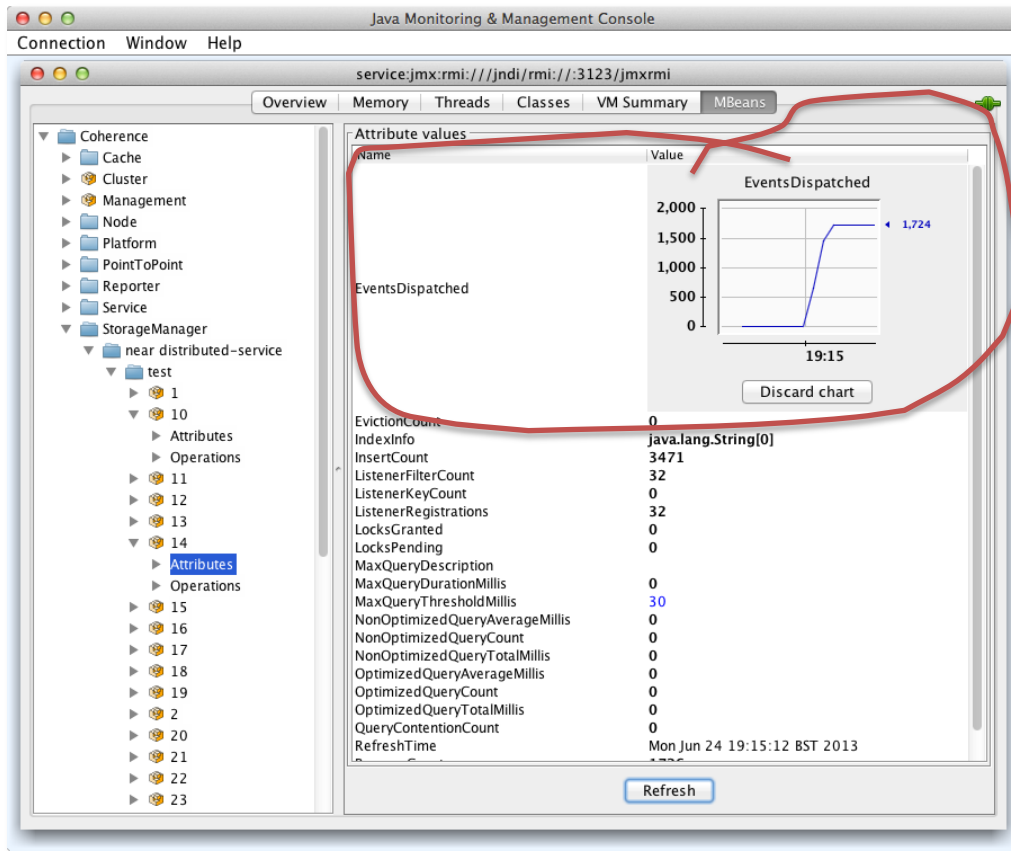 Java Monitoring & Management Console
Connection Window Help
service:jmx:rmi:///jndi/rmi://:3123/jmxrmi
Overview Memory Threads Classes VM Summary MBeans
Coherence
Cache
Cluster
Management
Node
Platform
PointToPoint
Reporter
Service
StorageManager
near distributed-service
test
1
10
Attributes
Operations
11
12
13
14
Attributes
Operations
15
16
17
18
19
2
20
21
22
23
Attribute values
Name Value
EventsDispatched
EventsDispatched
2,000
1,500
1,000
500
0
1,724
19:15
Discard chart
EvictionCount 0
IndexInfo java.lang.String[0]
InsertCount 3471
ListenerFilterCount 32
ListenerKeyCount 0
ListenerRegistrations 32
LocksGranted 0
LocksPending 0
MaxQueryDescription
MaxQueryDurationMillis 0
MaxQueryThresholdMillis 30
NonOptimizedQueryAverageMillis 0
NonOptimizedQueryCount 0
NonOptimizedQueryTotalMillis 0
OptimizedQueryAverageMillis 0
OptimizedQueryCount 0
OptimizedQueryTotalMillis 0
QueryContentionCount 0
RefreshTime Mon Jun 24 19:15:12 BST 2013
Refresh